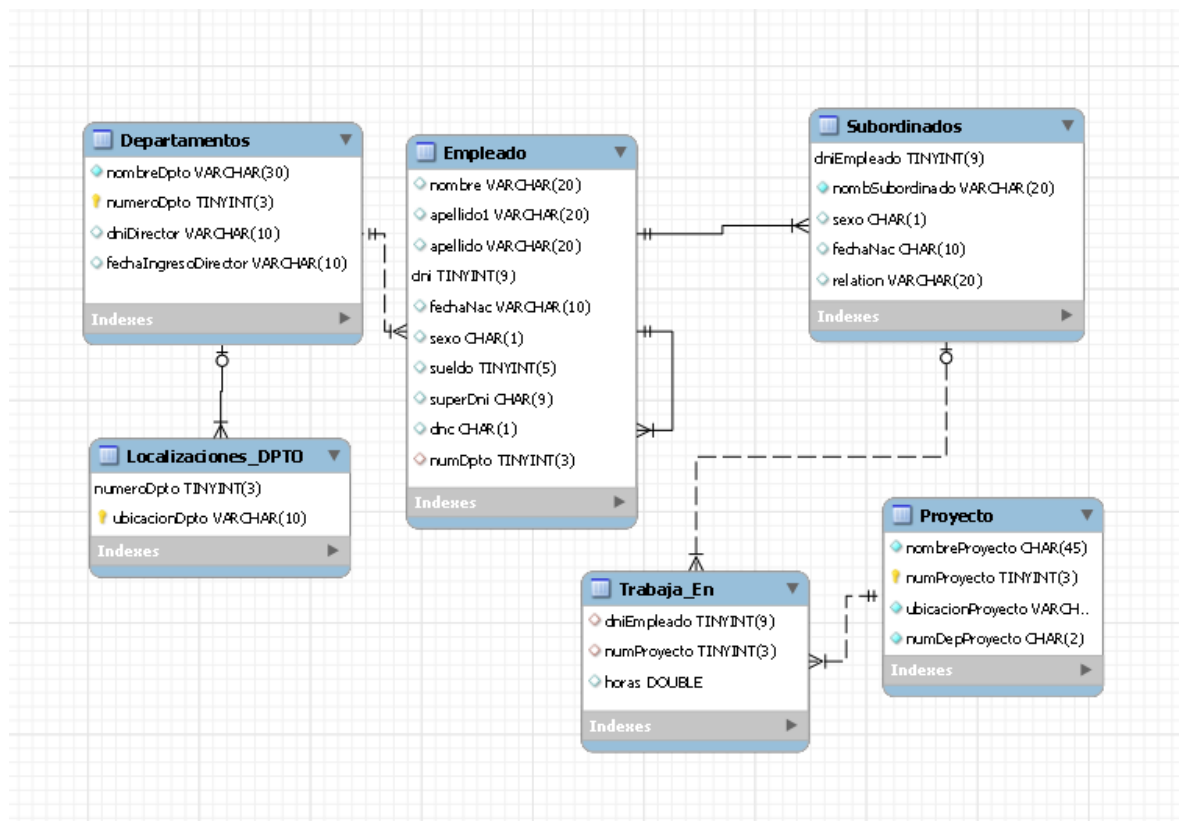 Departamentos
nombreDpto VARCHAR(30)
numeroDpto TINYINT(3)
dniDirector VARCHAR(10)
fechaIngresoDirector VARCHAR(10)
Indexes
Empleado
nombre VARCHAR(20)
apellido1 VARCHAR(20)
apellido VARCHAR(20)
dni TINYINT(9)
fechaNac VARCHAR(10)
sexo CHAR(1)
sueldo TINYINT(5)
superDni CHAR(9)
dnc CHAR(1)
numDpto TINYINT(3)
Indexes
Subordinados
dniEmpleado TINYINT(9)
nombSubordinado VARCHAR(20)
sexo CHAR(1)
fechaNac CHAR(10)
relation VARCHAR(20)
Indexes
Localizaciones_DPTO
numeroDpto TINYINT(3)
ubicacionDpto VARCHAR(10)
Indexes
Trabaja_En
dniEmpleado TINYINT(9)
numProyecto TINYINT(3)
horas DOUBLE
Indexes
Proyecto
nombreProyecto CHAR(45)
numProyecto TINYINT(3)
ubicacionProyecto VARCH...
numDepProyecto CHAR(2)
Indexes